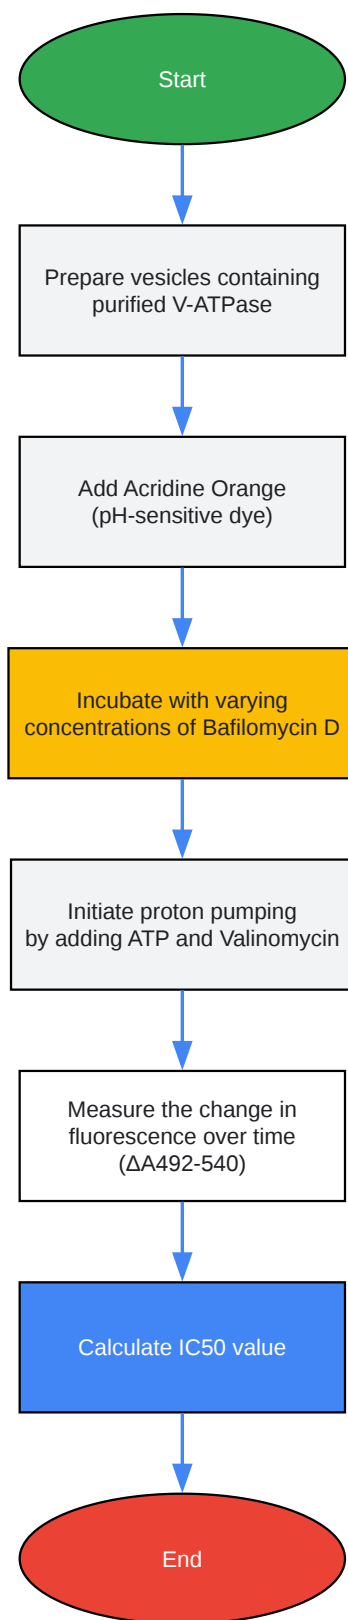 Start
Prepare vesicles containing
purified V-ATPase
Add Acridine Orange
(pH-sensitive dye)
Incubate with varying
concentrations of Bafilomycin D
Initiate proton pumping
by adding ATP and Valinomycin
Measure the change in
fluorescence over time
(ΔA492-540)
Calculate IC50 value
End